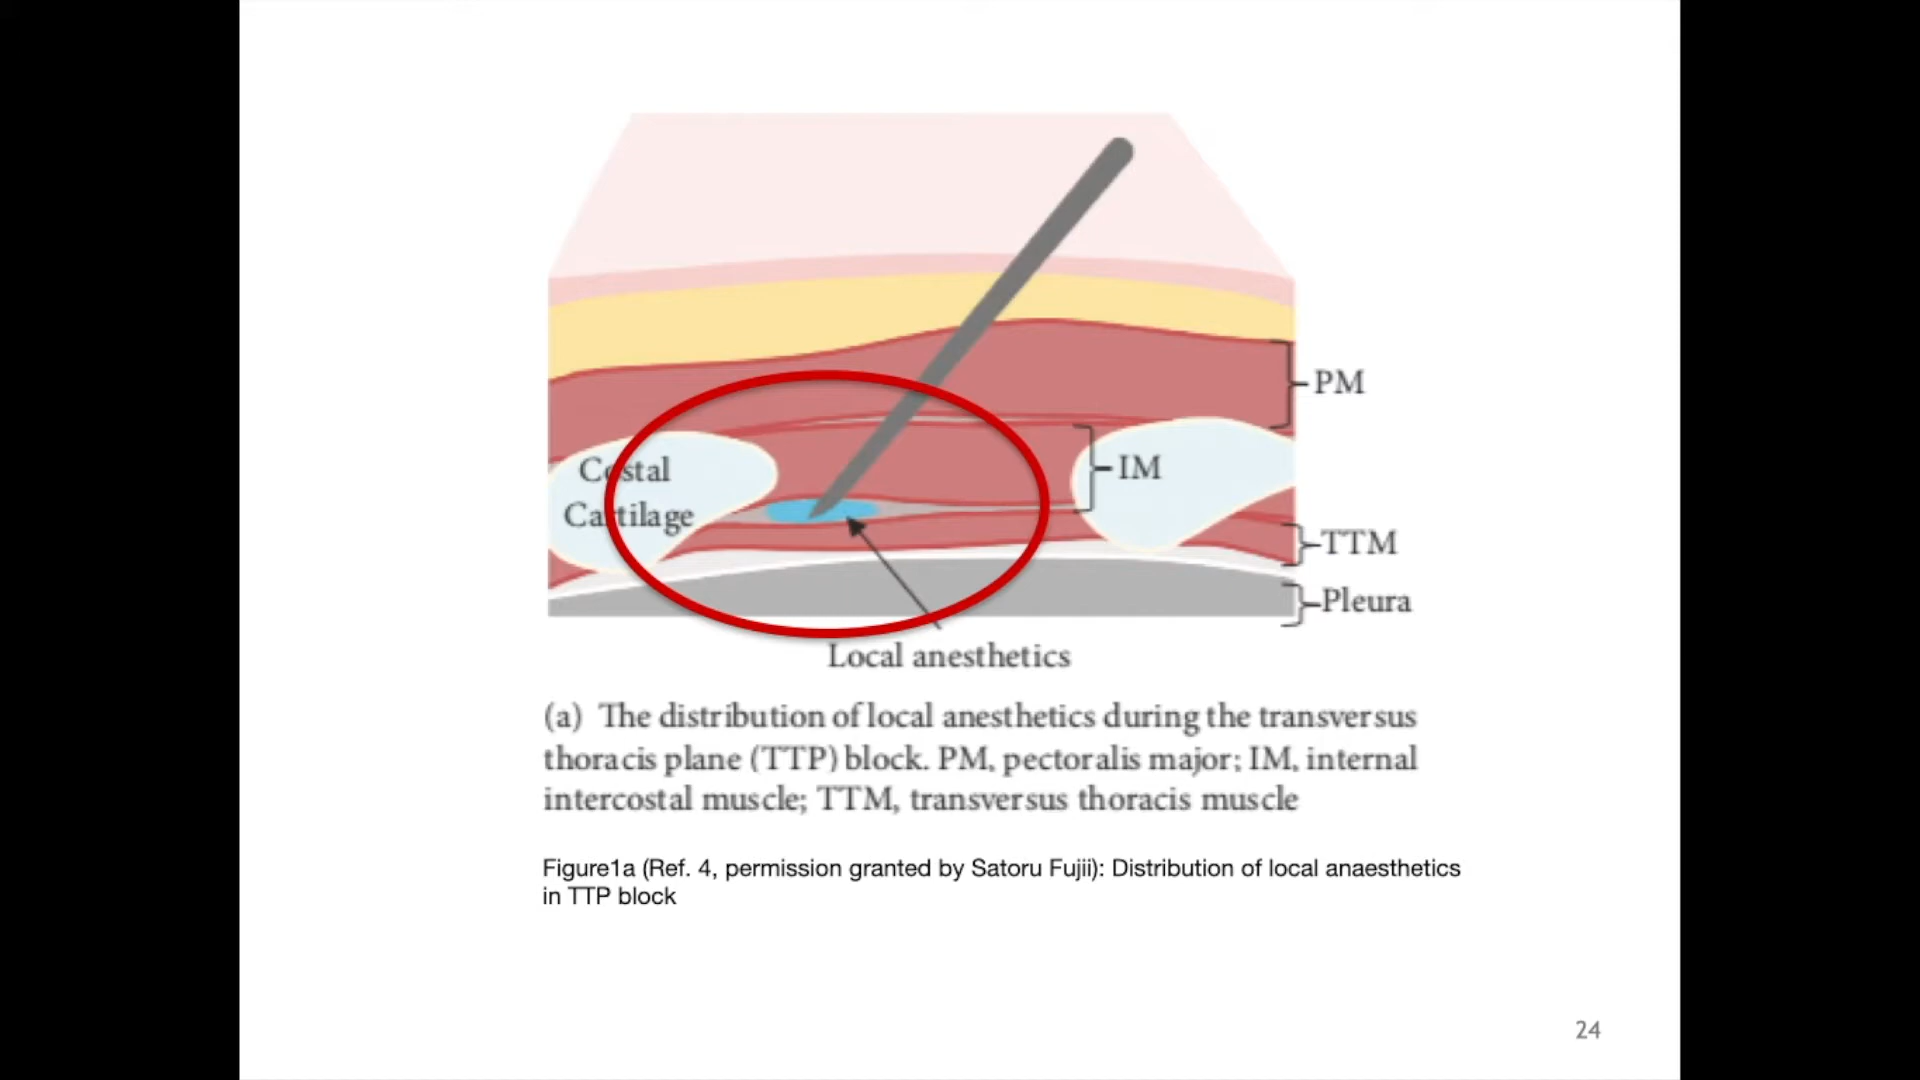 PM
Costal
Cartilage
IM
TTM
Pleura
Local anesthetics
(a) The distribution of local anesthetics during the transversus
thoracis plane (TTP) block. PM, pectoralis major; IM, internal
intercostal muscle; TTM, transversus thoracis muscle
Figure1a (Ref. 4, permission granted by Satoru Fujii): Distribution of local anaesthetics
in TTP block
24